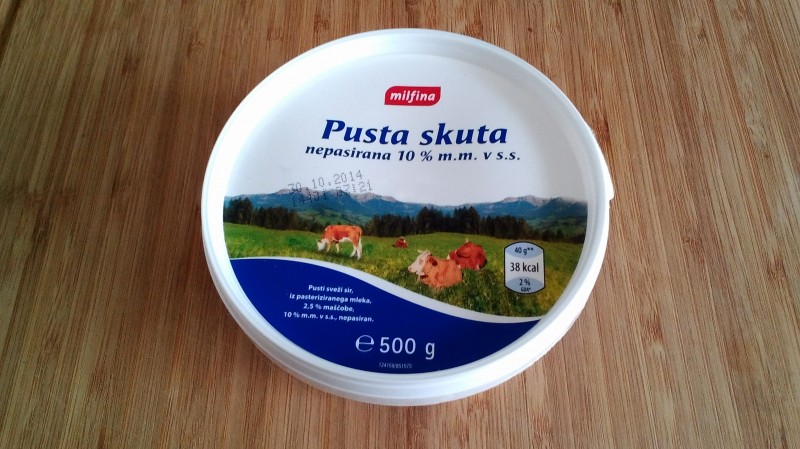 milfina
Pusta skuta
nepasirana 10 % m.m. v s.s.
30.10.2014
40 g**
38 kcal
2 %
GDA*
Pusti sveži sir,
iz pasteriziranega mleka,
2,5 % maščobe,
10 % m.m. v s.s., nepasiran.
℮ 500 g